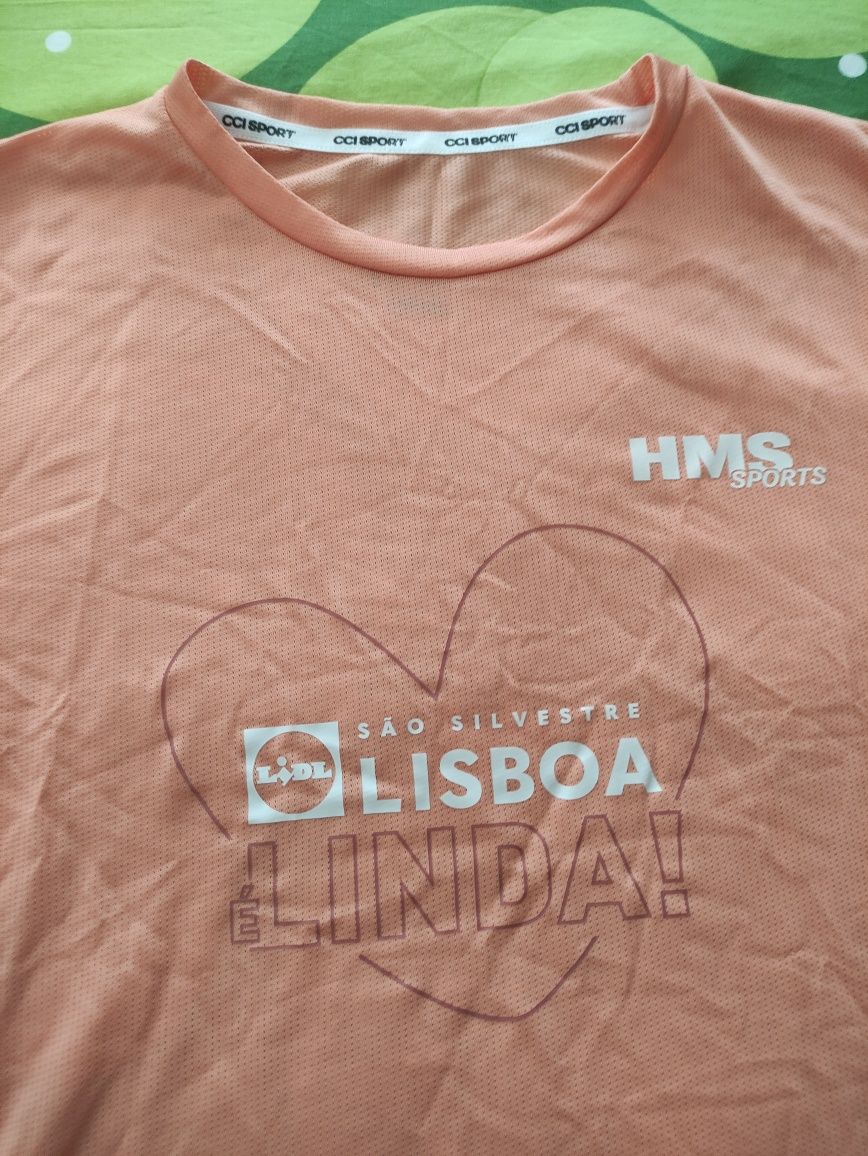 CCI SPORT CCI SPORT CCI SPORT CCI SPORT
HMS
SPORTS
SÃO SILVESTRE
LIDL LISBOA
É LINDA!